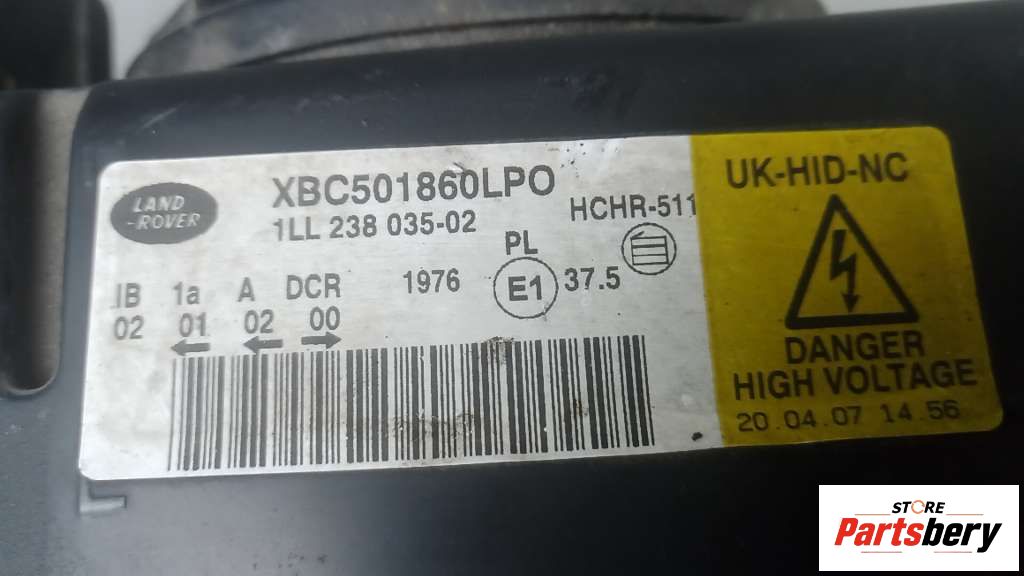 LAND
-ROVER
XBC501860LPO
1LL 238 035-02
HCHR-511
PL
IB 1a A DCR 1976 E1 37.5
02 01 02 00
UK-HID-NC
DANGER
HIGH VOLTAGE
20.04.07 14.56
STORE
Partsbery